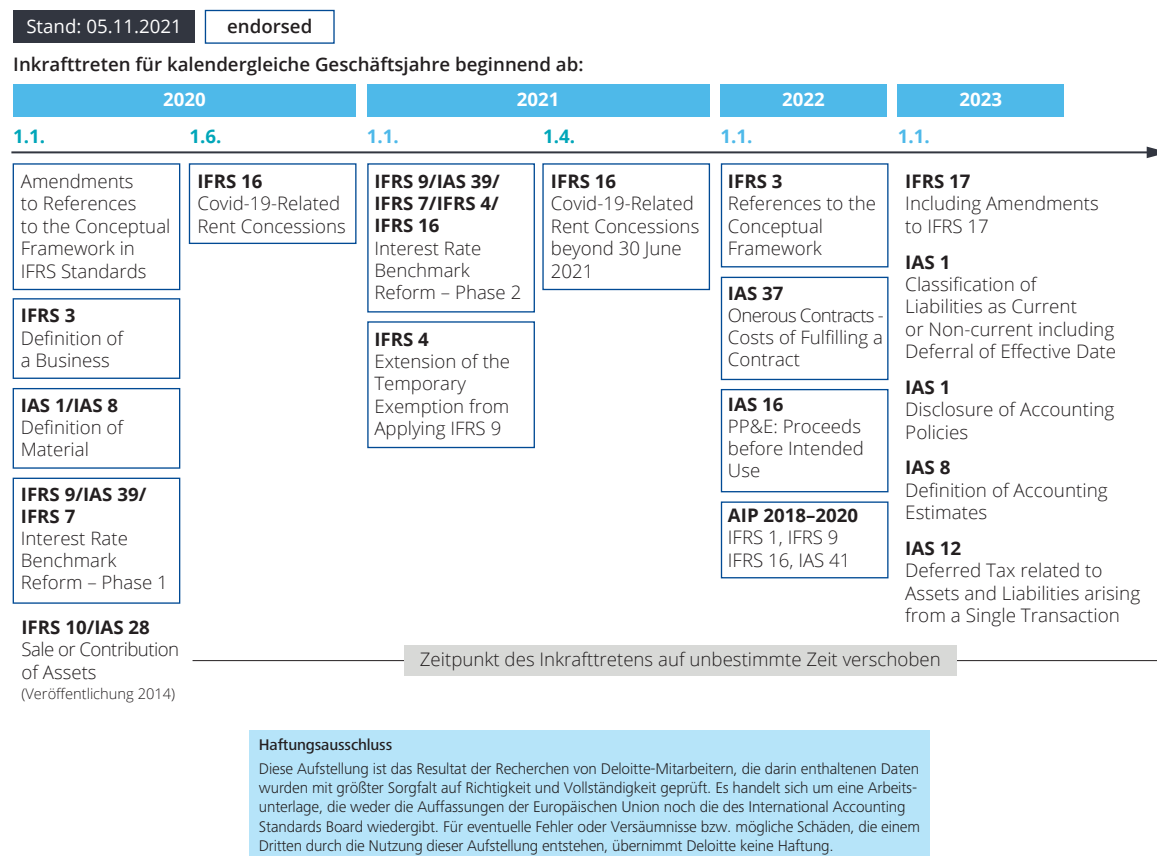 Stand: 05.11.2021
endorsed
Inkrafttreten für kalendergleiche Geschäftsjahre beginnend ab:
2020
2021
2022
2023
1.1.
1.6.
1.1.
1.4.
1.1.
1.1.
Amendments
to References
to the Conceptual
Framework in
IFRS Standards
IFRS 3
Definition of
a Business
IAS 1/IAS 8
Definition of
Material
IFRS 9/IAS 39/
IFRS 7
Interest Rate
Benchmark
Reform – Phase 1
IFRS 10/IAS 28
Sale or Contribution
of Assets
(Veröffentlichung 2014)
IFRS 16
Covid-19-Related
Rent Concessions
IFRS 9/IAS 39/
IFRS 7/IFRS 4/
IFRS 16
Interest Rate
Benchmark
Reform – Phase 2
IFRS 4
Extension of the
Temporary
Exemption from
Applying IFRS 9
IFRS 16
Covid-19-Related
Rent Concessions
beyond 30 June
2021
IFRS 3
References to the
Conceptual
Framework
IAS 37
Onerous Contracts -
Costs of Fulfilling a
Contract
IAS 16
PP&E: Proceeds
before Intended
Use
AIP 2018–2020
IFRS 1, IFRS 9
IFRS 16, IAS 41
IFRS 17
Including Amendments
to IFRS 17
IAS 1
Classification of
Liabilities as Current
or Non-current including
Deferral of Effective Date
IAS 1
Disclosure of Accounting
Policies
IAS 8
Definition of Accounting
Estimates
IAS 12
Deferred Tax related to
Assets and Liabilities arising
from a Single Transaction
Zeitpunkt des Inkrafttretens auf unbestimmte Zeit verschoben
Haftungsausschluss
Diese Aufstellung ist das Resultat der Recherchen von Deloitte-Mitarbeitern, die darin enthaltenen Daten
wurden mit größter Sorgfalt auf Richtigkeit und Vollständigkeit geprüft. Es handelt sich um eine Arbeits-
unterlage, die weder die Auffassungen der Europäischen Union noch die des International Accounting
Standards Board wiedergibt. Für eventuelle Fehler oder Versäumnisse bzw. mögliche Schäden, die einem
Dritten durch die Nutzung dieser Aufstellung entstehen, übernimmt Deloitte keine Haftung.